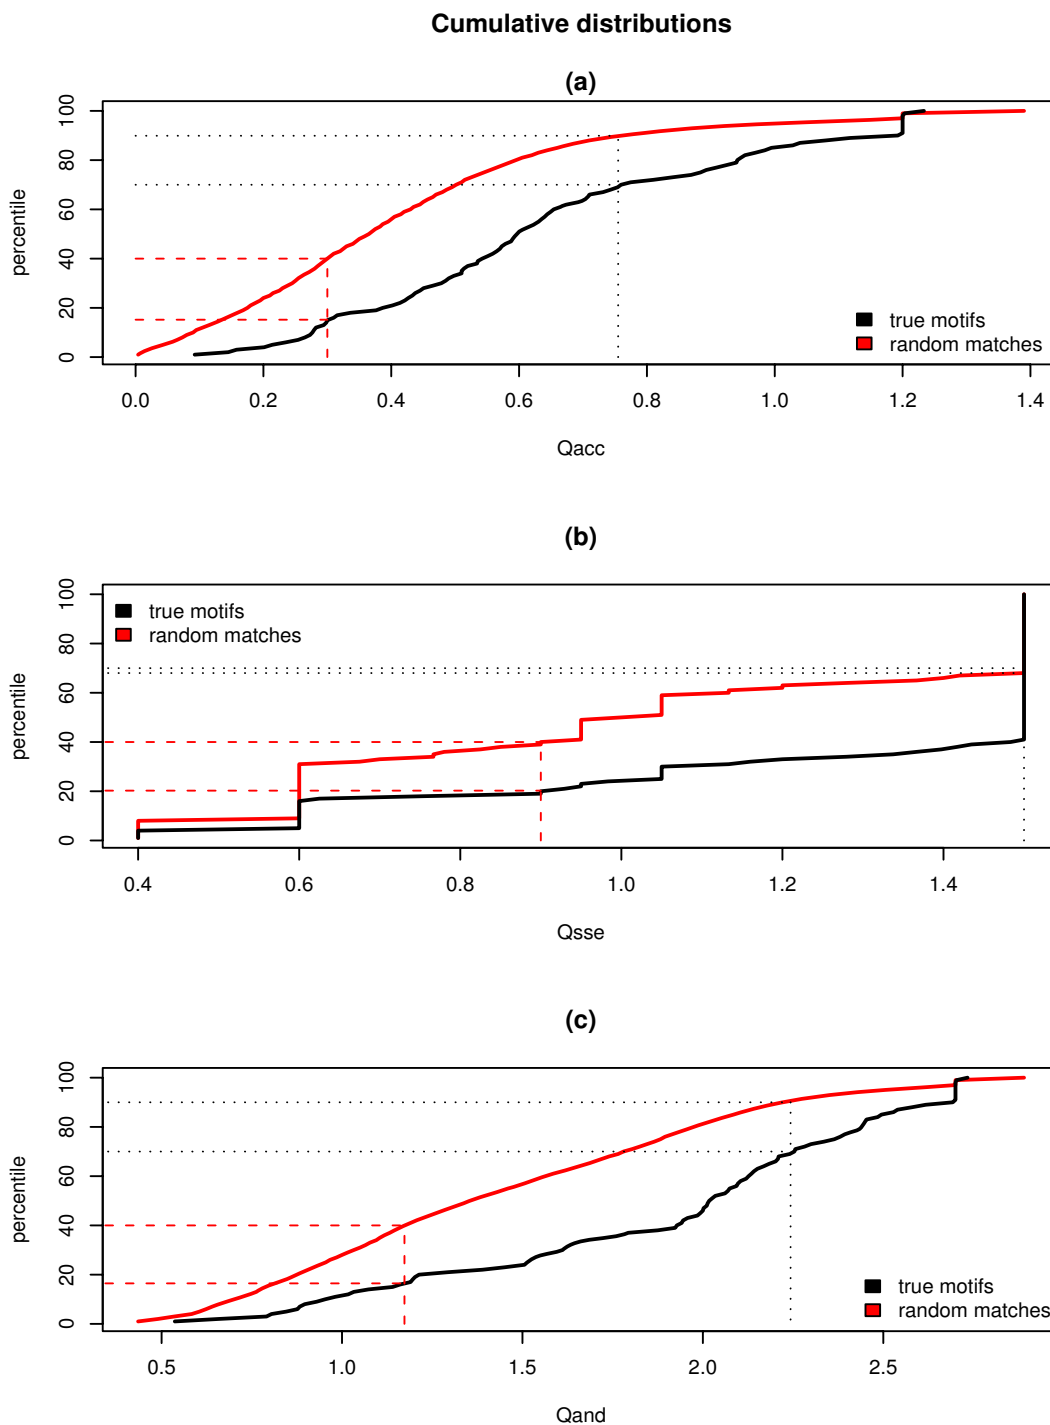 Cumulative distributions
(a)
percentile
0 20 40 60 80 100
true motifs
random matches
0.0 0.2 0.4 0.6 0.8 1.0 1.2 1.4
Qacc
(b)
percentile
0 20 40 60 80 100
true motifs
random matches
0.4 0.6 0.8 1.0 1.2 1.4
Qsse
(c)
percentile
0 20 40 60 80 100
true motifs
random matches
0.5 1.0 1.5 2.0 2.5
Qand